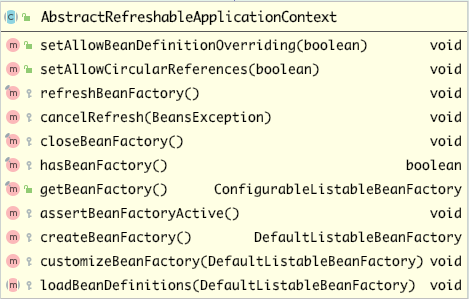 AbstractRefreshableApplicationContext
setAllowBeanDefinitionOverriding(boolean) void
setAllowCircularReferences(boolean) void
refreshBeanFactory() void
cancelRefresh(BeansException) void
closeBeanFactory() void
hasBeanFactory() boolean
getBeanFactory() ConfigurableListableBeanFactory
assertBeanFactoryActive() void
createBeanFactory() DefaultListableBeanFactory
customizeBeanFactory(DefaultListableBeanFactory) void
loadBeanDefinitions(DefaultListableBeanFactory) void